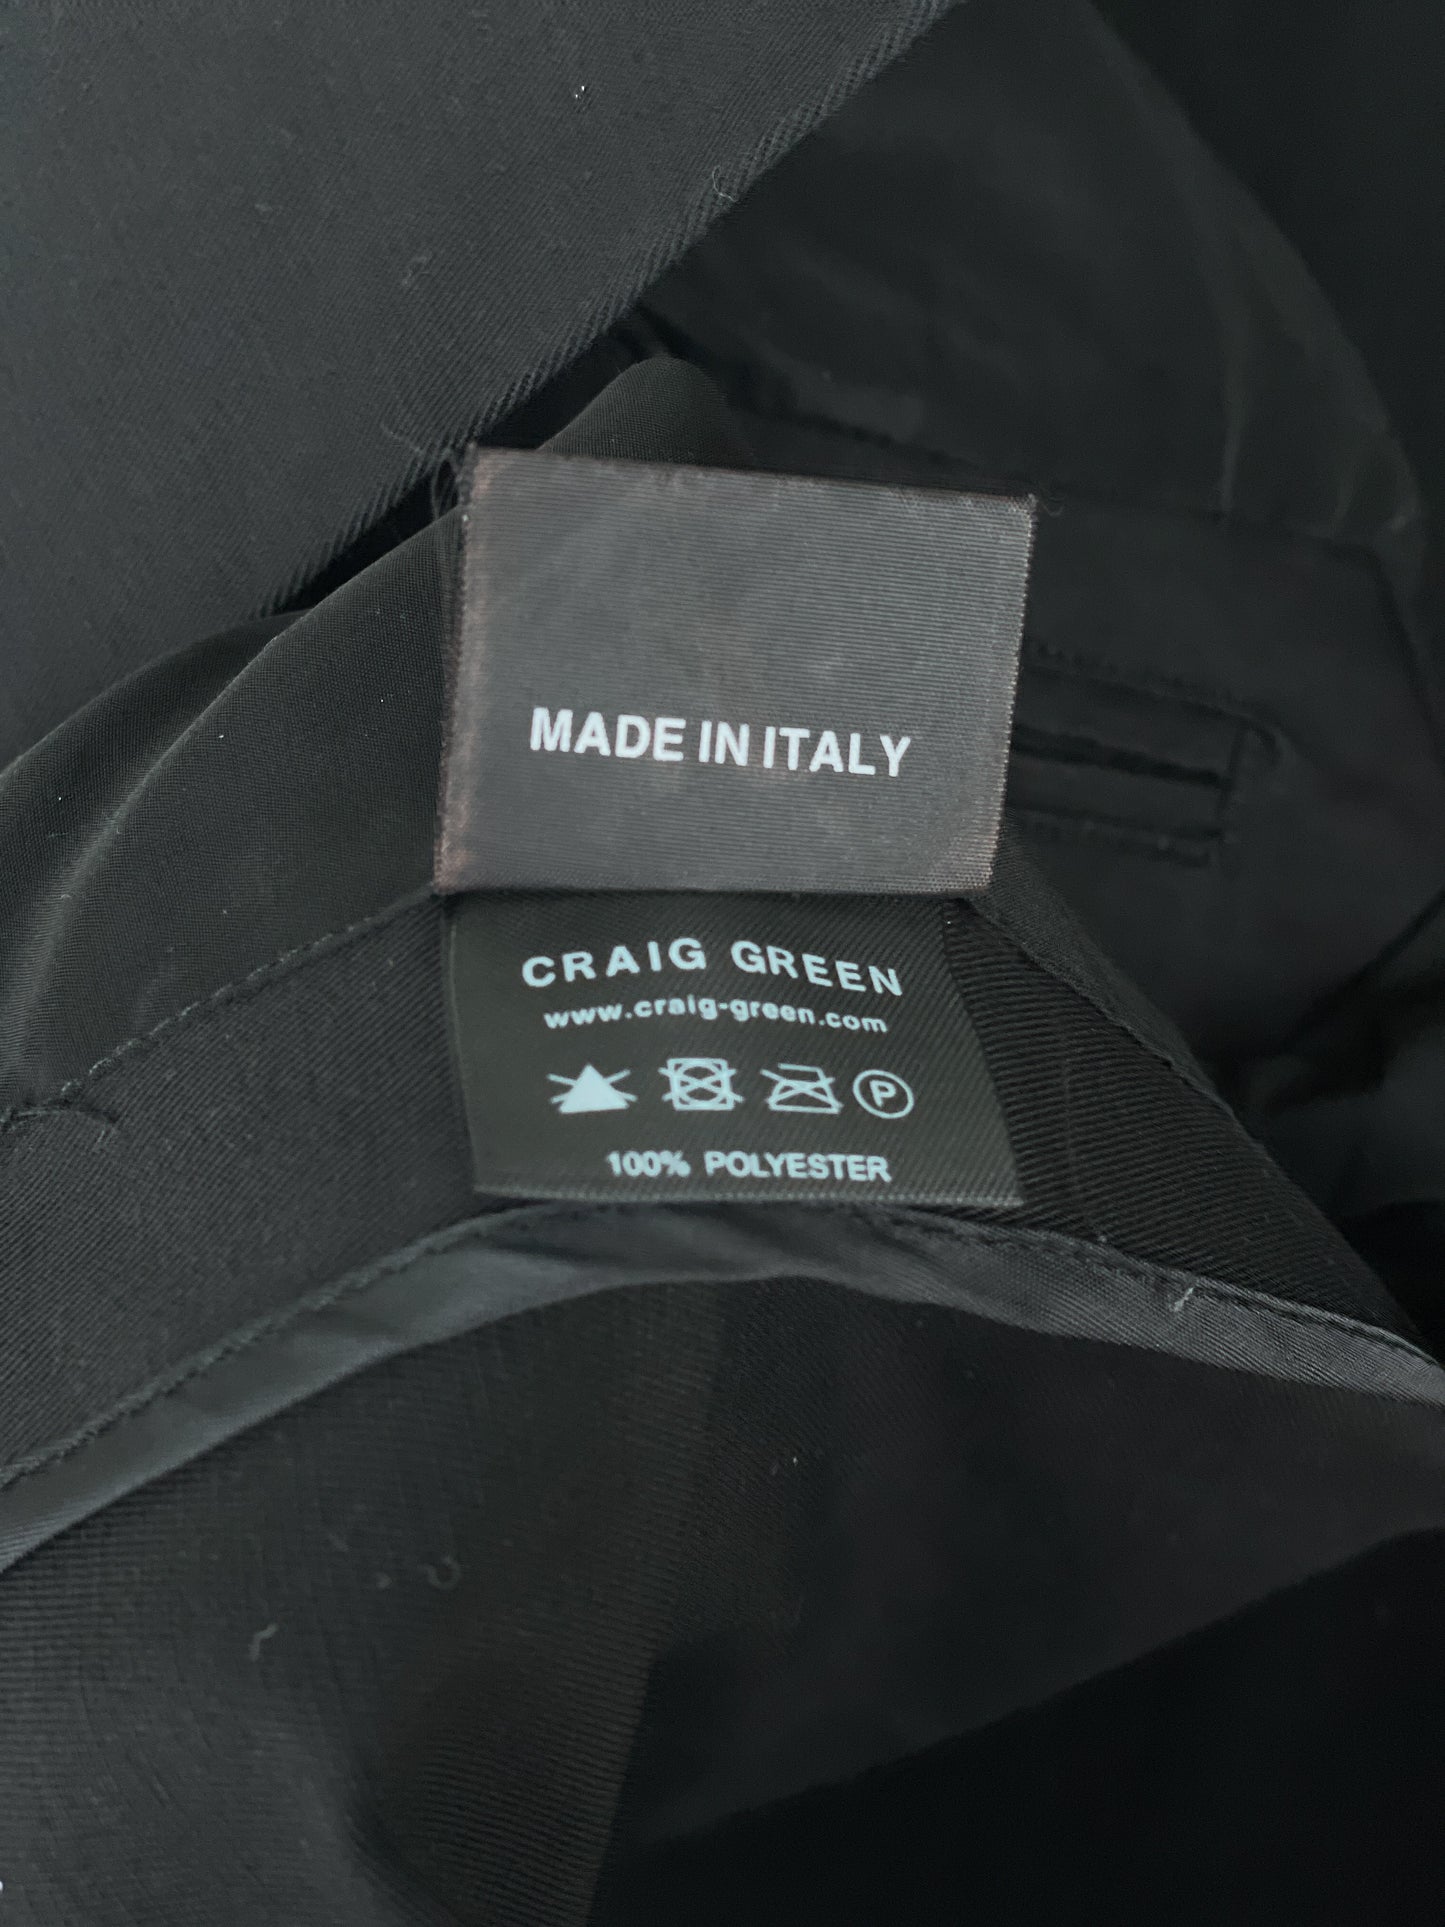 MADE IN ITALY
CRAIG GREEN
www.craig-green.com
P
100% POLYESTER